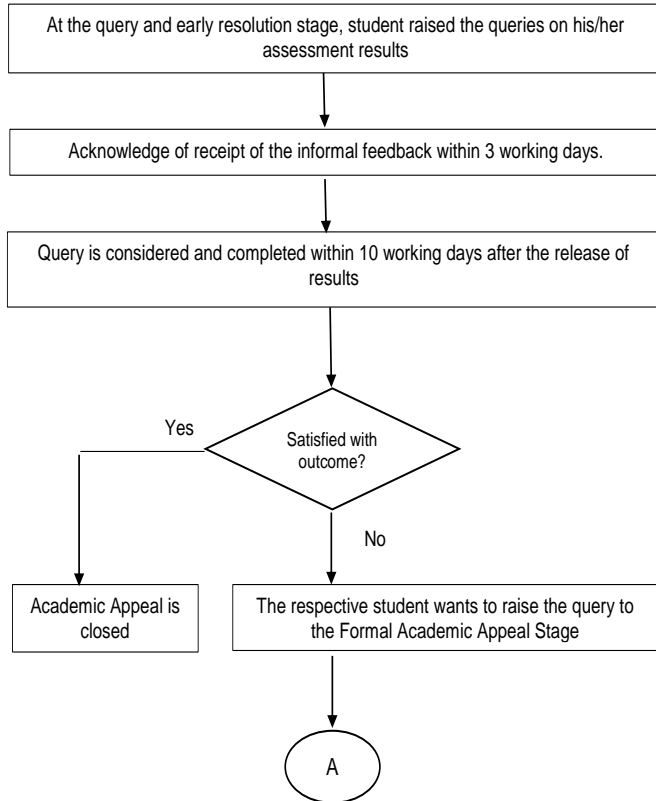 At the query and early resolution stage, student raised the queries on his/her
assessment results
Acknowledge of receipt of the informal feedback within 3 working days.
Query is considered and completed within 10 working days after the release of
results
Yes
Satisfied with
outcome?
No
Academic Appeal is
closed
The respective student wants to raise the query to
the Formal Academic Appeal Stage
A